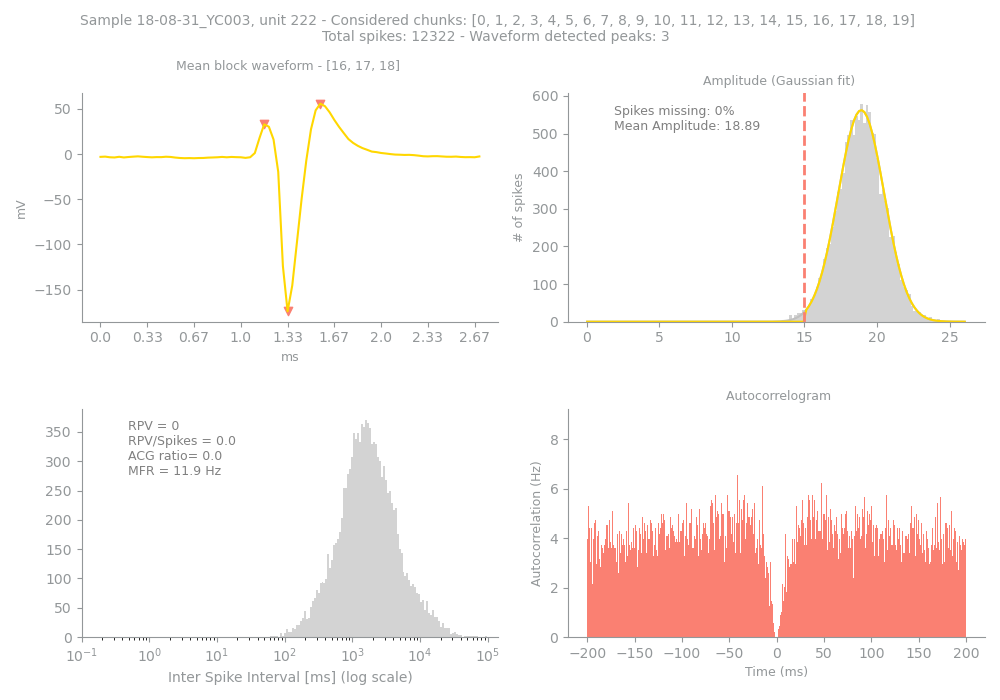 Sample 18-08-31_YC003, unit 222 - Considered chunks: [0, 1, 2, 3, 4, 5, 6, 7, 8, 9, 10, 11, 12, 13, 14, 15, 16, 17, 18, 19]
Total spikes: 12322 - Waveform detected peaks: 3
Mean block waveform - [16, 17, 18]
50
0
−50
−100
−150
mV
0.0 0.33 0.67 1.0 1.33 1.67 2.0 2.33 2.67
ms
Amplitude (Gaussian fit)
Spikes missing: 0%
Mean Amplitude: 18.89
600
500
400
300
200
100
0
# of spikes
0 5 10 15 20 25
RPV = 0
RPV/Spikes = 0.0
ACG ratio= 0.0
MFR = 11.9 Hz
350
300
250
200
150
100
50
0
10⁻¹ 10⁰ 10¹ 10² 10³ 10⁴ 10⁵
Inter Spike Interval [ms] (log scale)
Autocorrelogram
8
6
4
2
0
Autocorrelation (Hz)
−200 −150 −100 −50 0 50 100 150 200
Time (ms)